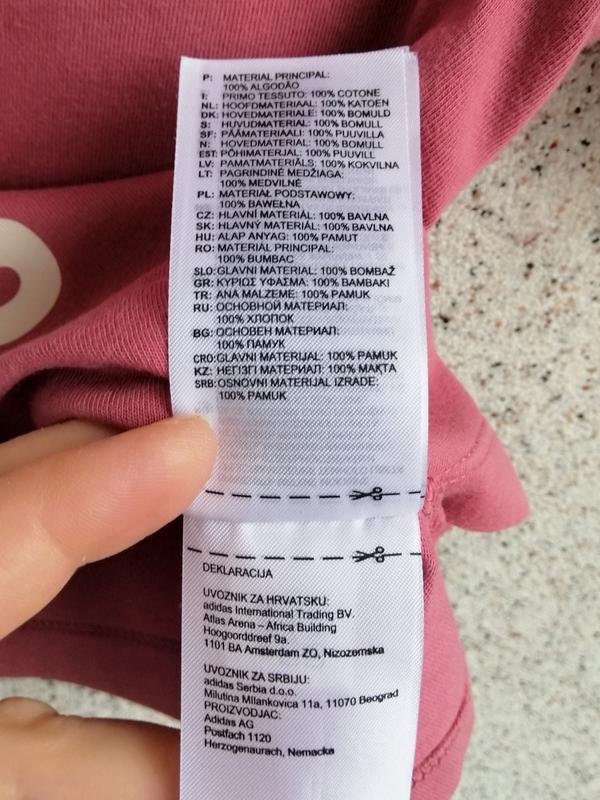 P: MATERIAL PRINCIPAL:
100% ALGODÃO
I: PRIMO TESSUTO: 100% COTONE
NL: HOOFDMATERIAAL: 100% KATOEN
DK: HOVEDMATERIALE: 100% BOMULD
S: HUVUDMATERIAL: 100% BOMULL
SF: PÄÄMATERIAALI: 100% PUUVILLA
N: HOVEDMATERIAL: 100% BOMULL
EST: PÕHIMATERJAL: 100% PUUVILL
LV: PAMATMATERIĀLS: 100% KOKVILNA
LT: PAGRINDINĖ MEDŽIAGA:
100% MEDVILNĖ
PL: MATERIAŁ PODSTAWOWY:
100% BAWEŁNA
CZ: HLAVNÍ MATERIÁL: 100% BAVLNA
SK: HLAVNÝ MATERIÁL: 100% BAVLNA
HU: ALAP ANYAG: 100% PAMUT
RO: MATERIAL PRINCIPAL:
100% BUMBAC
SLO: GLAVNI MATERIAL: 100% BOMBAŽ
GR: ΚΥΡΙΩΣ ΥΦΑΣΜΑ: 100% ΒΑΜΒΑΚΙ
TR: ANA MALZEME: 100% PAMUK
RU: ОСНОВНОЙ МАТЕРИАЛ:
100% ХЛОПОК
BG: ОСНОВЕН МАТЕРИАЛ:
100% ПАМУК
CRO: GLAVNI MATERIJAL: 100% PAMUK
KZ: НЕГІЗГІ МАТЕРИАЛ: 100% МАҚТА
SRB: OSNOVNI MATERIJAL IZRADE:
100% PAMUK
DEKLARACIJA
UVOZNIK ZA HRVATSKU:
adidas International Trading BV.
Atlas Arena – Africa Building
Hoogoorddreef 9a.
1101 BA Amsterdam ZO, Nizozemska
UVOZNIK ZA SRBIJU:
adidas Serbia d.o.o.
Milutina Milankovica 11a, 11070 Beograd
PROIZVODJAC:
Adidas AG
Postfach 1120
Herzogenaurach, Nemacka